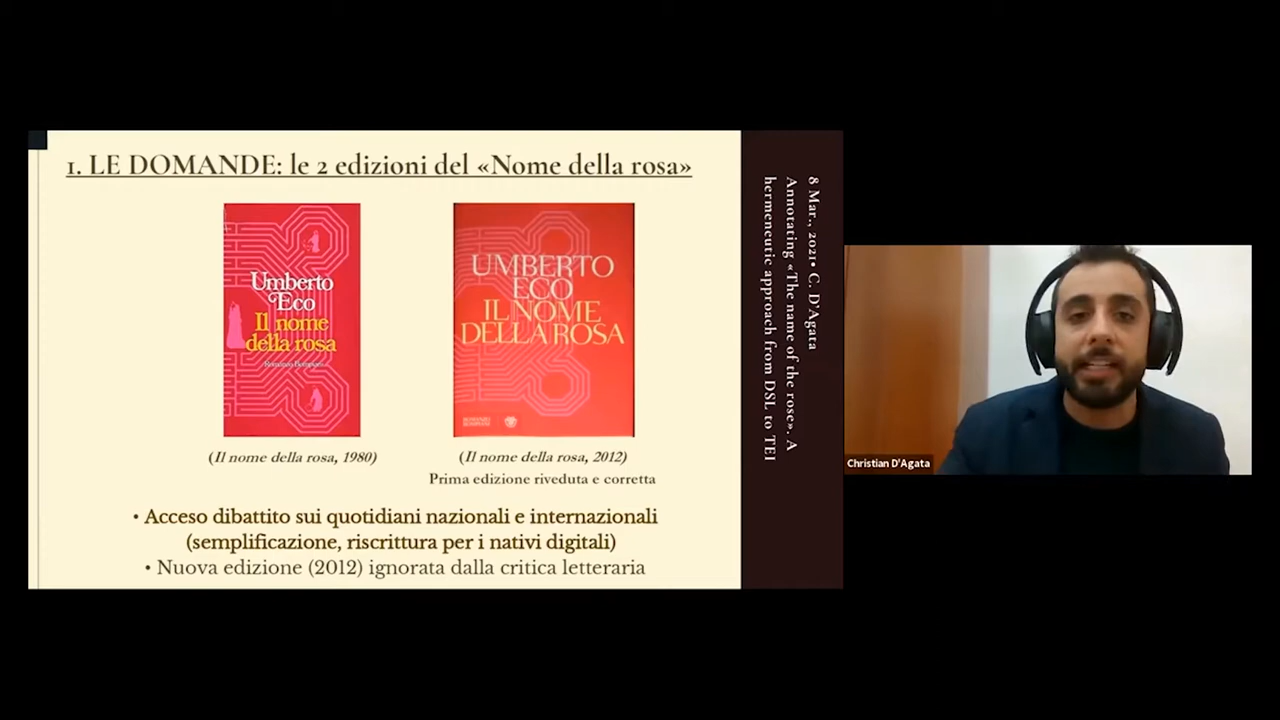 1. LE DOMANDE: le 2 edizioni del «Nome della rosa»
Umberto
Eco
Il nome
della rosa
Romanzo Bompiani
UMBERTO
ECO
IL NOME
DELLA ROSA
(Il nome della rosa, 1980)
(Il nome della rosa, 2012)
Prima edizione riveduta e corretta
• Acceso dibattito sui quotidiani nazionali e internazionali
(semplificazione, riscrittura per i nativi digitali)
• Nuova edizione (2012) ignorata dalla critica letteraria
8 Mar., 2021• C. D'Agata
Annotating «The name of the rose». A
hermeneutic approach from DSL to TEI
Christian D'Agata